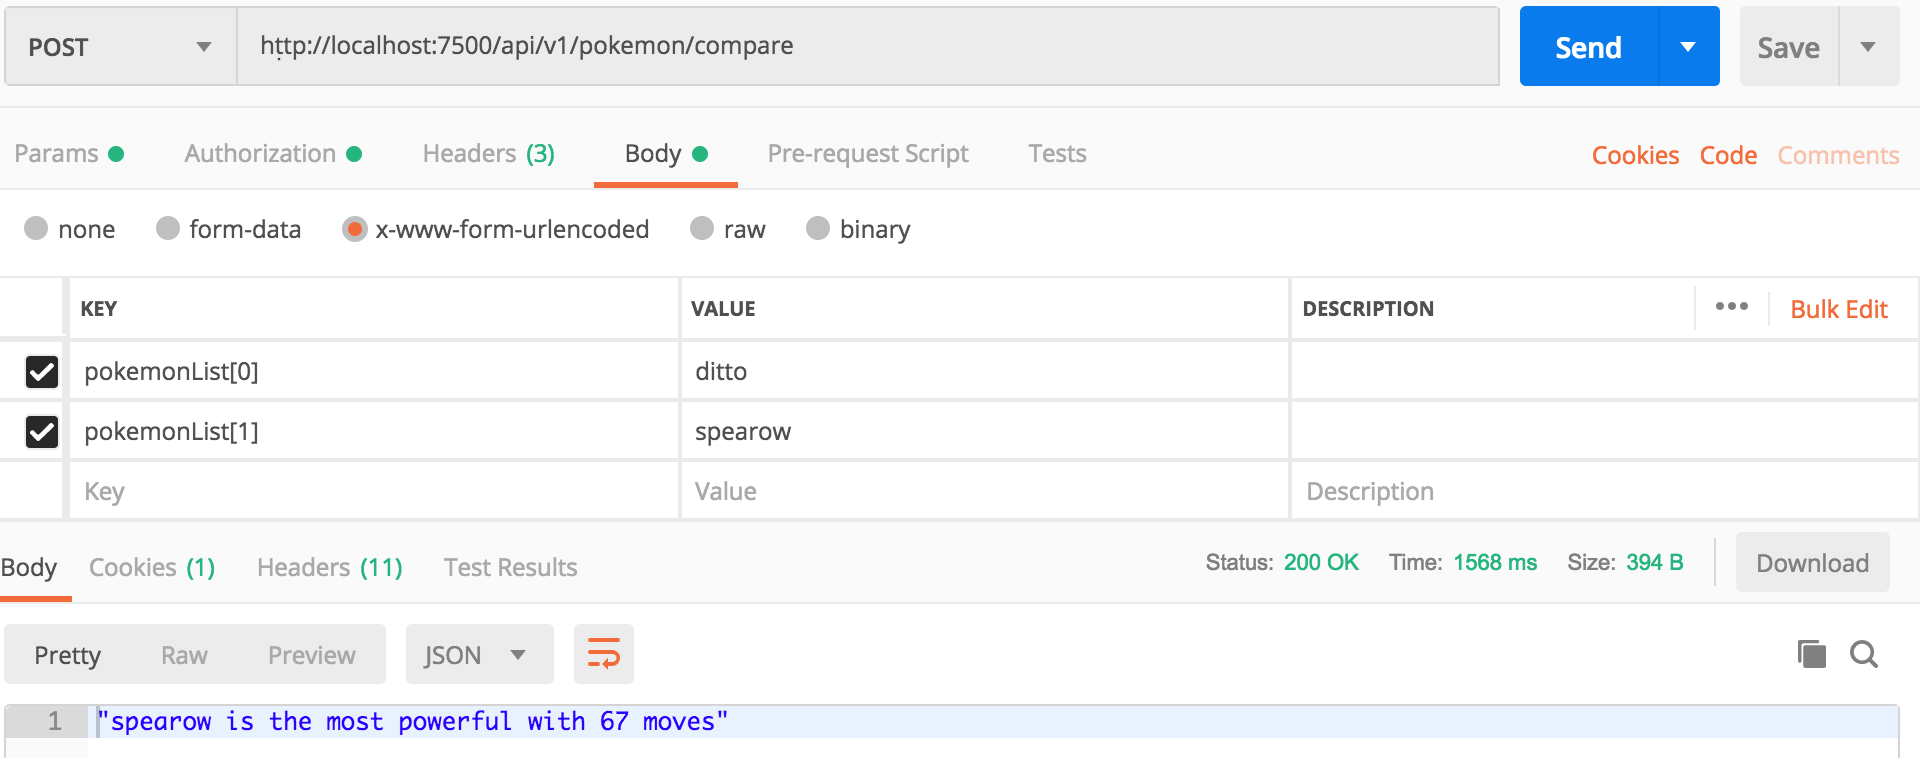 POST http://localhost:7500/api/v1/pokemon/compare Send Save
Params Authorization Headers (3) Body Pre-request Script Tests Cookies Code Comments
none form-data x-www-form-urlencoded raw binary
KEY VALUE DESCRIPTION ••• Bulk Edit
pokemonList[0] ditto
pokemonList[1] spearow
Key Value Description
Body Cookies (1) Headers (11) Test Results Status: 200 OK Time: 1568 ms Size: 394 B Download
Pretty Raw Preview JSON
1 "spearow is the most powerful with 67 moves"